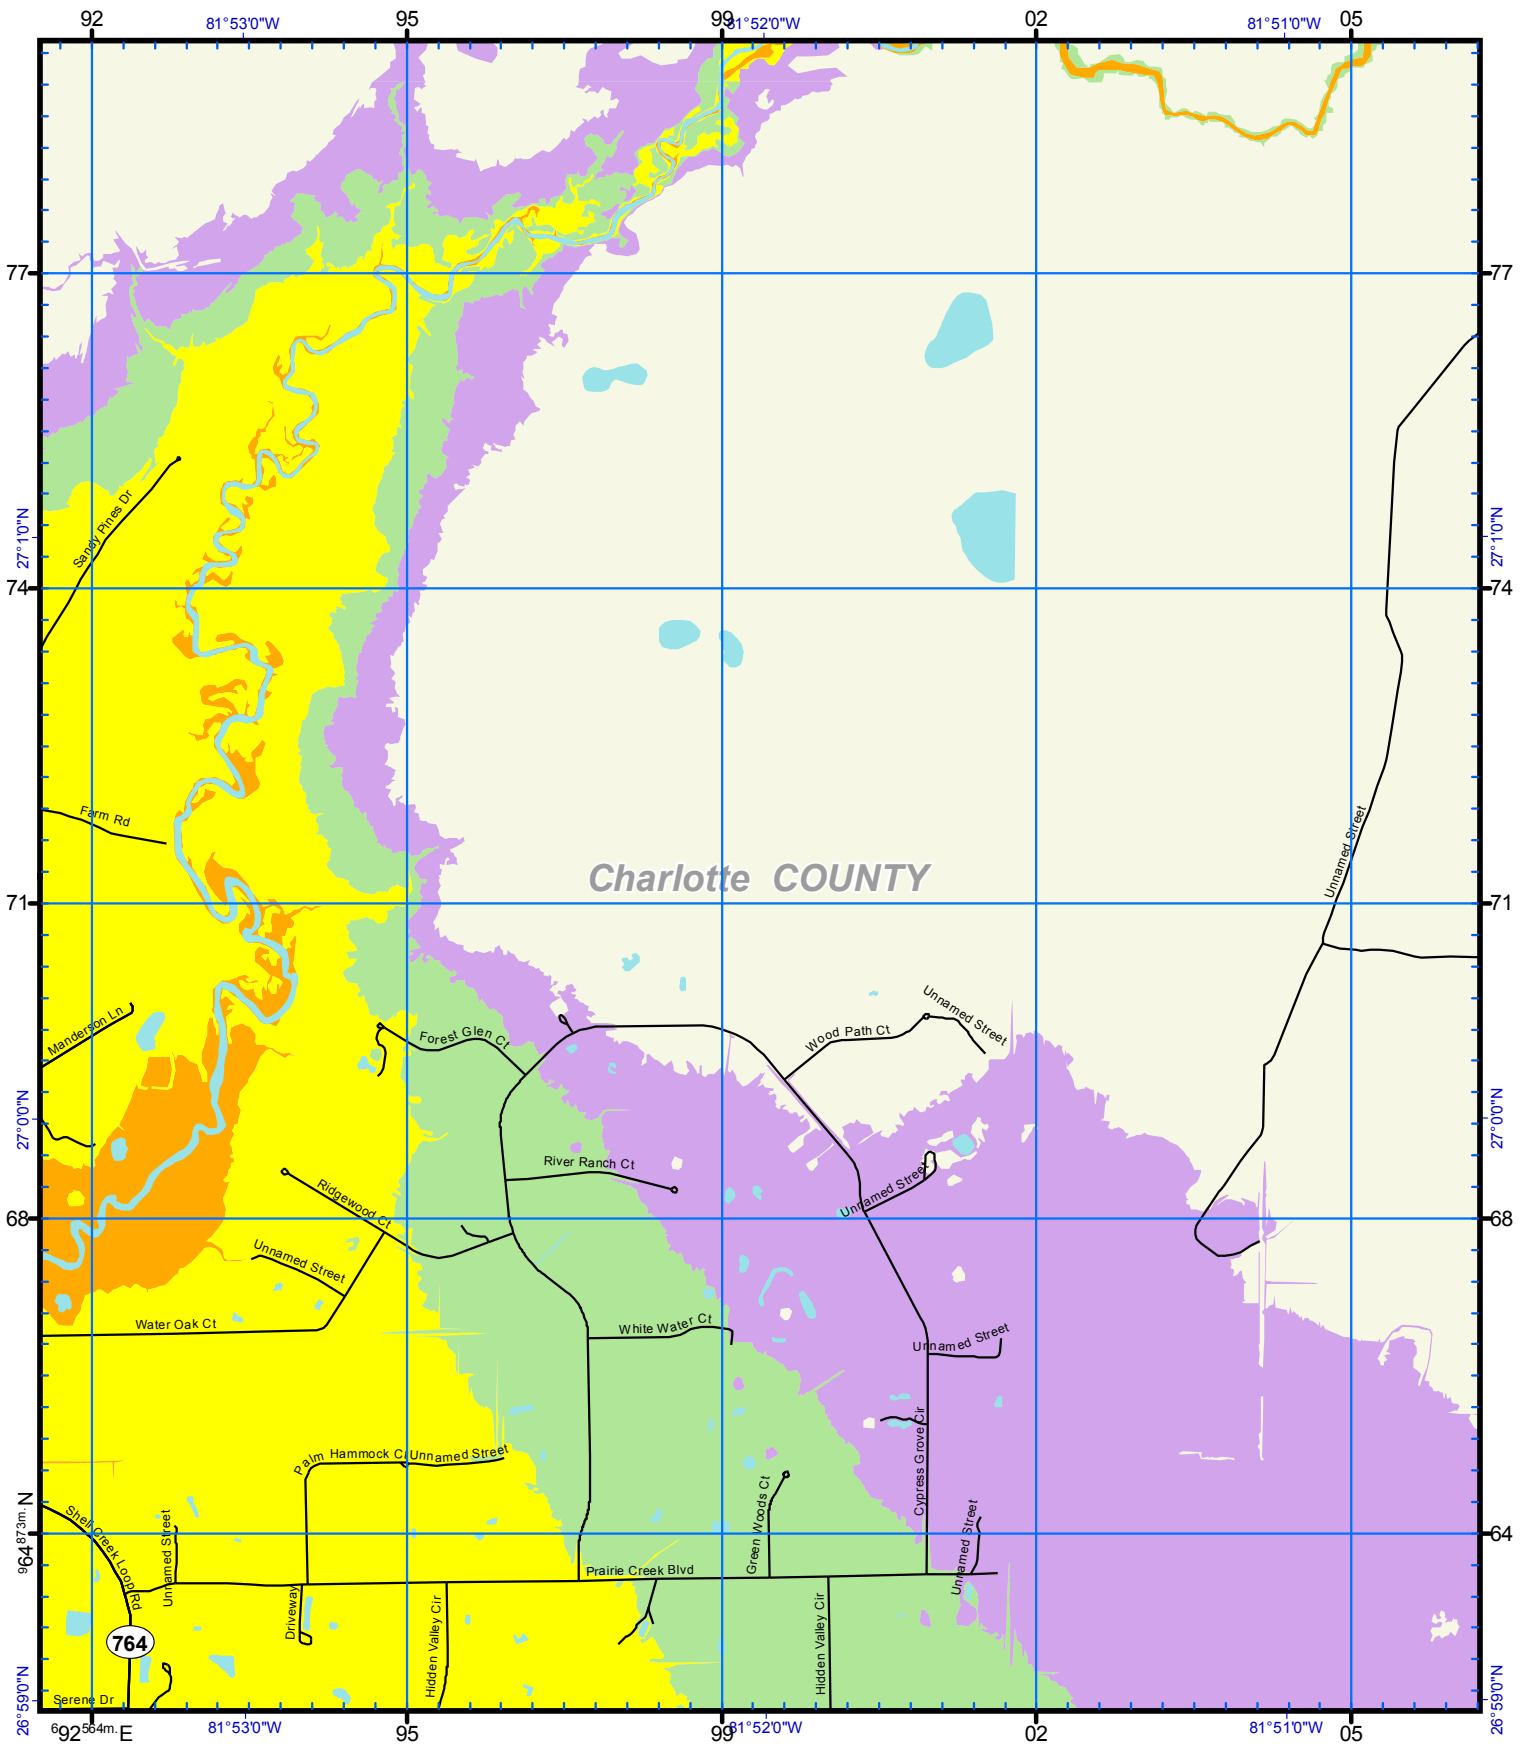 92 95 99 02 05
81°53'0"W 81°52'0"W 81°51'0"W
77 77
27°1'0"N 27°1'0"N
Sandy Pines Dr
74 74
Farm Rd
Unnamed Street
Charlotte COUNTY
71 71
Manderson Ln
Forest Glen Ct
Wood Path Ct
Unnamed Street
27°0'0"N 27°0'0"N
River Ranch Ct
Ridgewood Ct
Unnamed Street
68 68
Unnamed Street
Water Oak Ct
White Water Ct
Unnamed Street
Palm Hammock C Unnamed Street
Cypress Grove Cir
Green Woods Ct
Shell Creek Loop Rd
Unnamed Street
Unnamed Street
964873m. N 64
Prairie Creek Blvd
Driveway
Hidden Valley Cir
Hidden Valley Cir
764
Serene Dr
26°59'0"N 26°59'0"N
92 564m. E 95 99 02 05
81°53'0"W 81°52'0"W 81°51'0"W